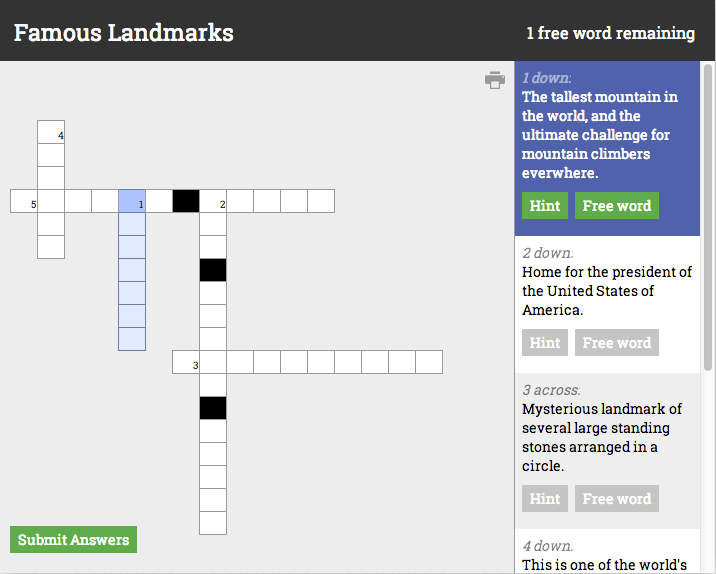 Famous Landmarks
1 free word remaining
4
5
1
2
3
Submit Answers
1 down:
The tallest mountain in
the world, and the
ultimate challenge for
mountain climbers
everwhere.
Hint Free word
2 down.
Home for the president of
the United States of
America.
Hint Free word
3 across.
Mysterious landmark of
several large standing
stones arranged in a
circle.
Hint Free word
4 down.
This is one of the world's